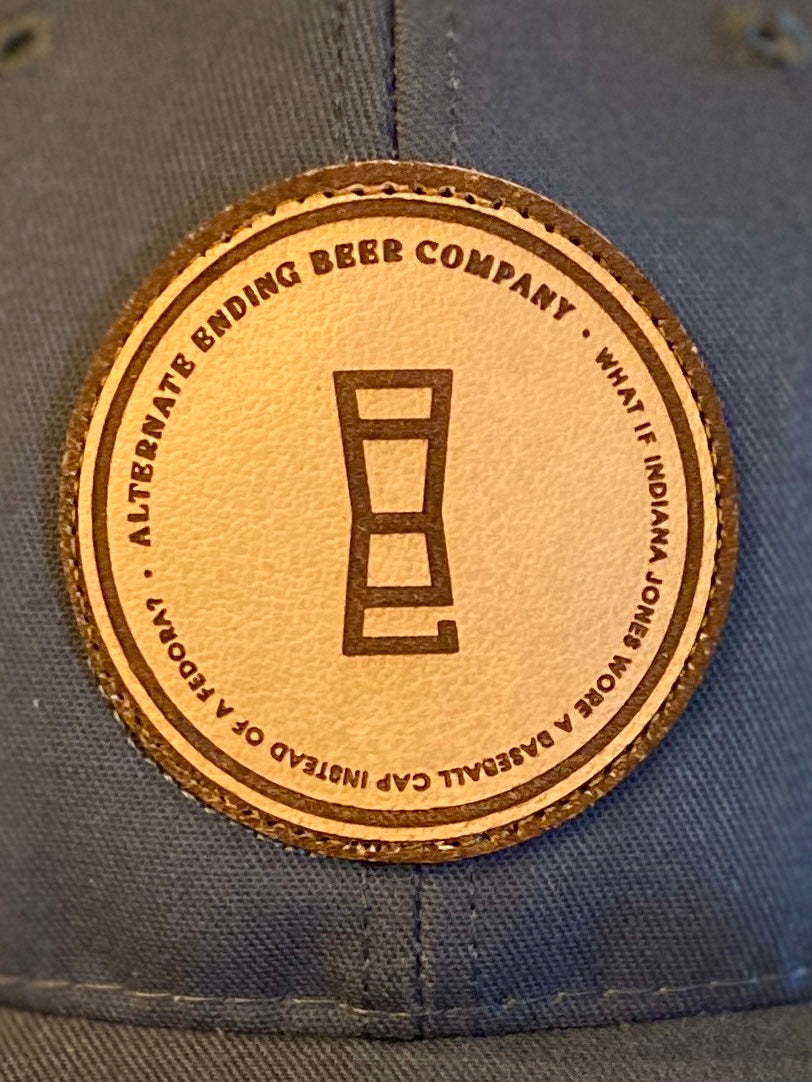 ALTERNATE ENDING BEER COMPANY •
WHAT IF INDIANA JONES WORE A BASEBALL CAP INSTEAD OF A FEDORA? •